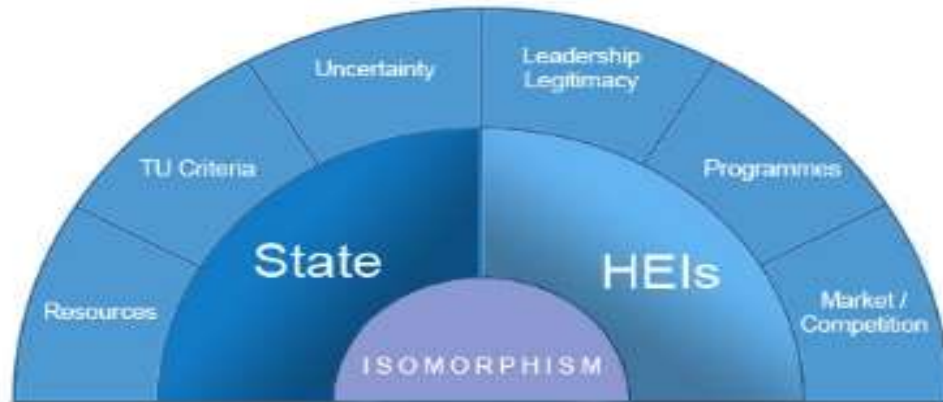 Uncertainty
Leadership
Legitimacy
TU Criteria
Programmes
State
HEIs
Resources
Market /
Competition
ISOMORPHISM